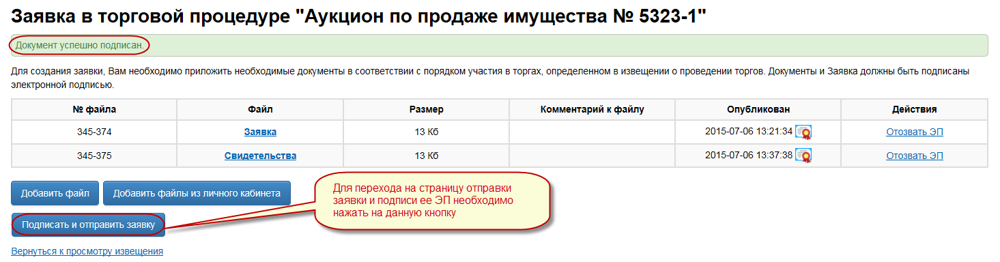 Заявка в торговой процедуре "Аукцион по продаже имущества № 5323-1"
Документ успешно подписан.
Для создания заявки, Вам необходимо приложить необходимые документы в соответствии с порядком участия в торгах, определенном в извещении о проведении торгов. Документы и Заявка должны быть подписаны
электронной подписью.
№ файла Файл Размер Комментарий к файлу Опубликован Действия
345-374 Заявка 13 Кб 2015-07-06 13:21:34 Отозвать ЭП
345-375 Свидетельства 13 Кб 2015-07-06 13:37:38 Отозвать ЭП
Добавить файл Добавить файлы из личного кабинета
Для перехода на страницу отправки
заявки и подписи ее ЭП необходимо
нажать на данную кнопку
Подписать и отправить заявку
Вернуться к просмотру извещения